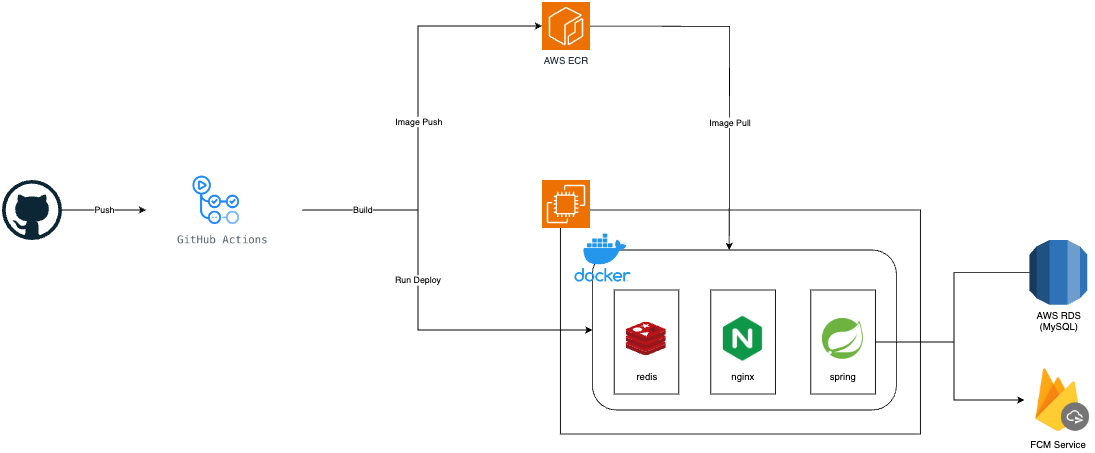 AWS ECR
Image Push
Image Pull
Push
GitHub Actions
Build
docker
Run Deploy
redis
N
nginx
spring
AWS RDS
(MySQL)
FCM Service